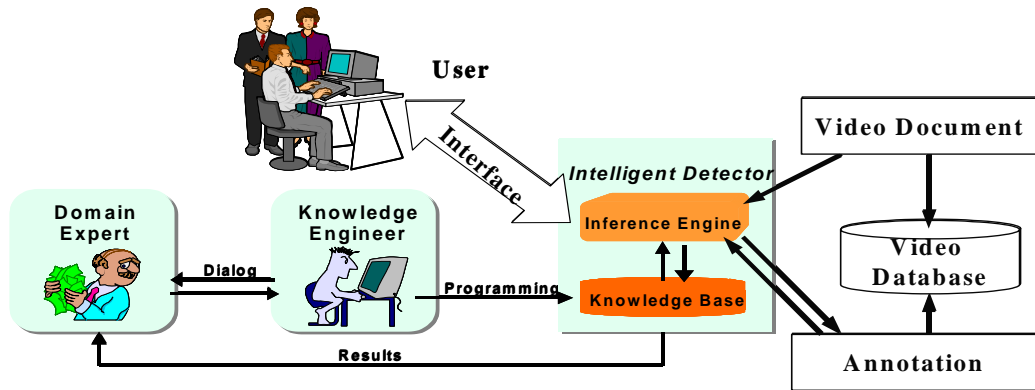 User
Interface
Video Document
Intelligent Detector
Inference Engine
Domain
Expert
Knowledge
Engineer
Dialog
Programming
Knowledge Base
Video
Database
Results
Annotation